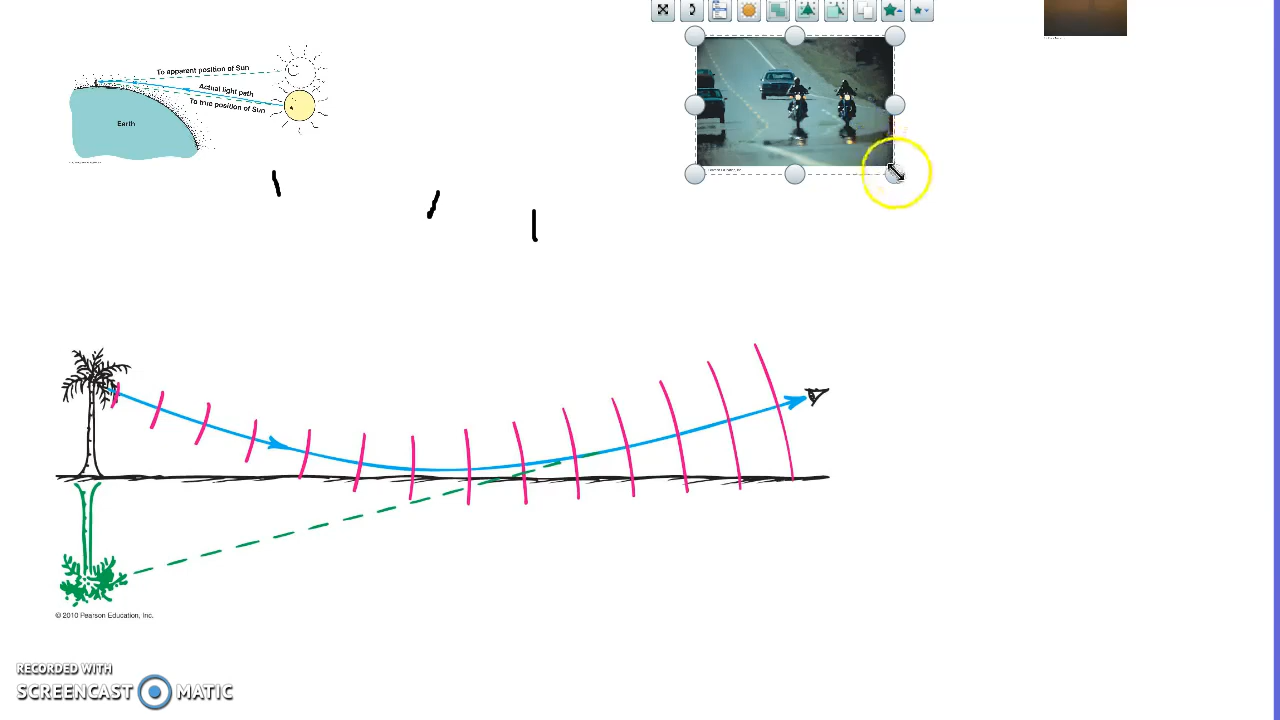 To apparent position of Sun
Actual light path
To true position of Sun
Earth
© 2010 Pearson Education, Inc.
RECORDED WITH
SCREENCAST MATIC